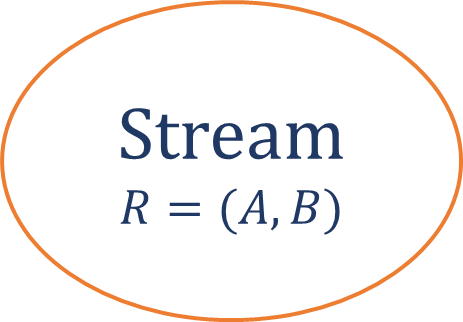 Stream
R = (A, B)